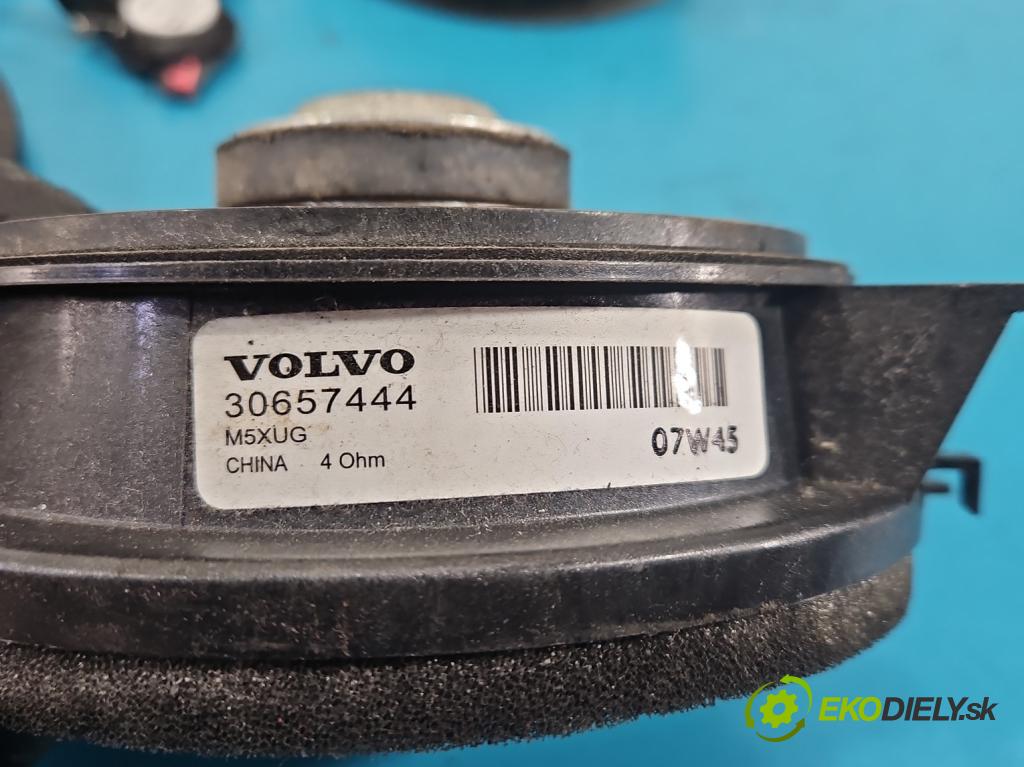 VOLVO
30657444
M5XUG
CHINA 4 Ohm
07W45
EKODIELY.sk